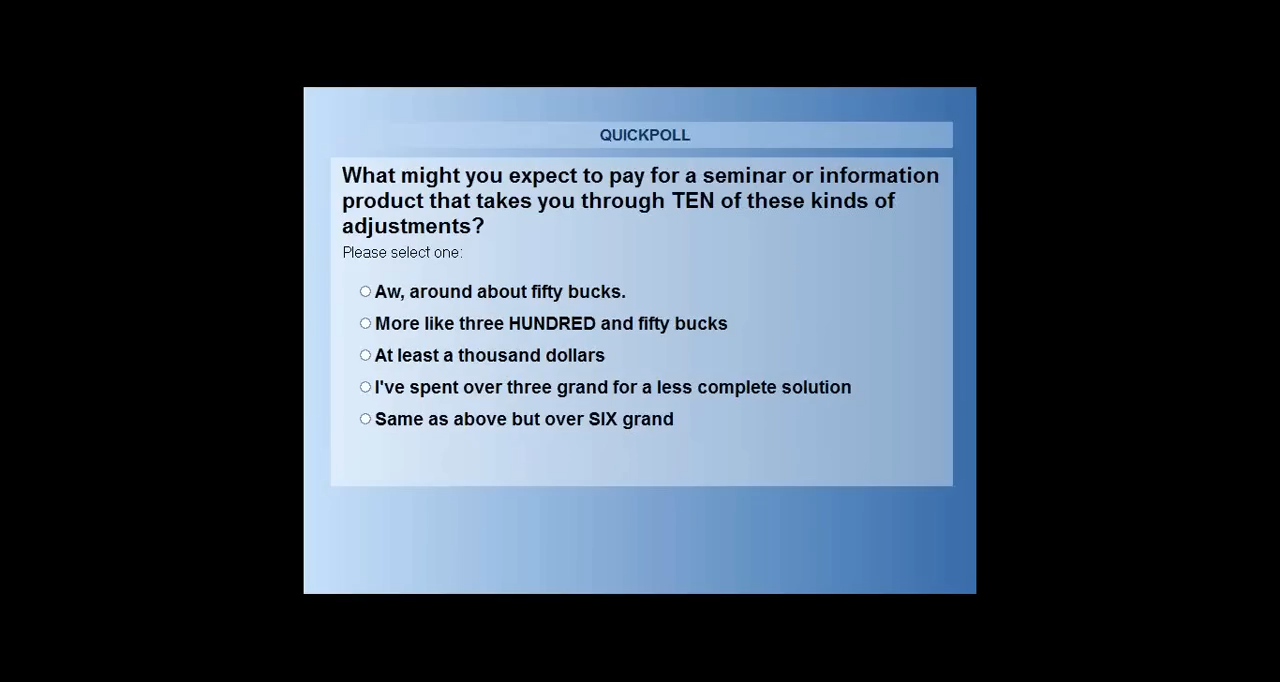 QUICKPOLL
What might you expect to pay for a seminar or information
product that takes you through TEN of these kinds of
adjustments?
Please select one:
Aw, around about fifty bucks.
More like three HUNDRED and fifty bucks
At least a thousand dollars
I've spent over three grand for a less complete solution
Same as above but over SIX grand